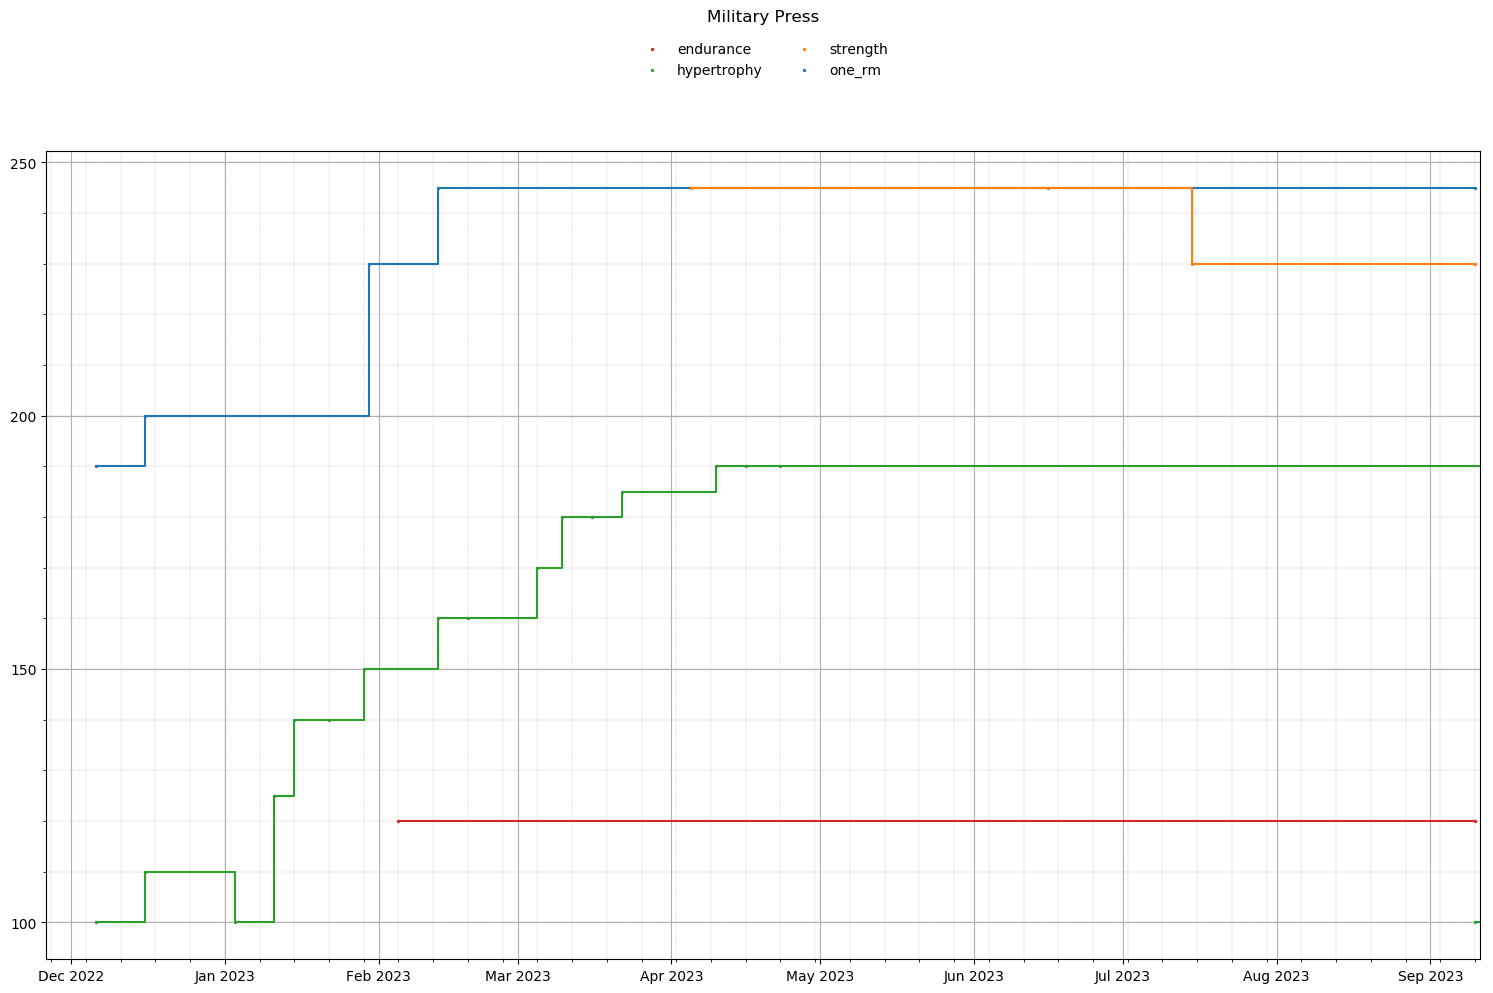 Military Press
endurance strength
hypertrophy one_rm
250
200
150
100
Dec 2022 Jan 2023 Feb 2023 Mar 2023 Apr 2023 May 2023 Jun 2023 Jul 2023 Aug 2023 Sep 2023